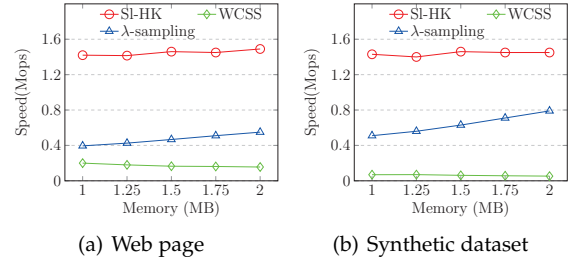 Sl-HK
WCSS
λ-sampling
Speed(Mops)
1.6
1.2
0.8
0.4
0
1 1.25 1.5 1.75 2
Memory (MB)
(a) Web page
Sl-HK
WCSS
λ-sampling
Speed(Mops)
1.6
1.2
0.8
0.4
0
1 1.25 1.5 1.75 2
Memory (MB)
(b) Synthetic dataset